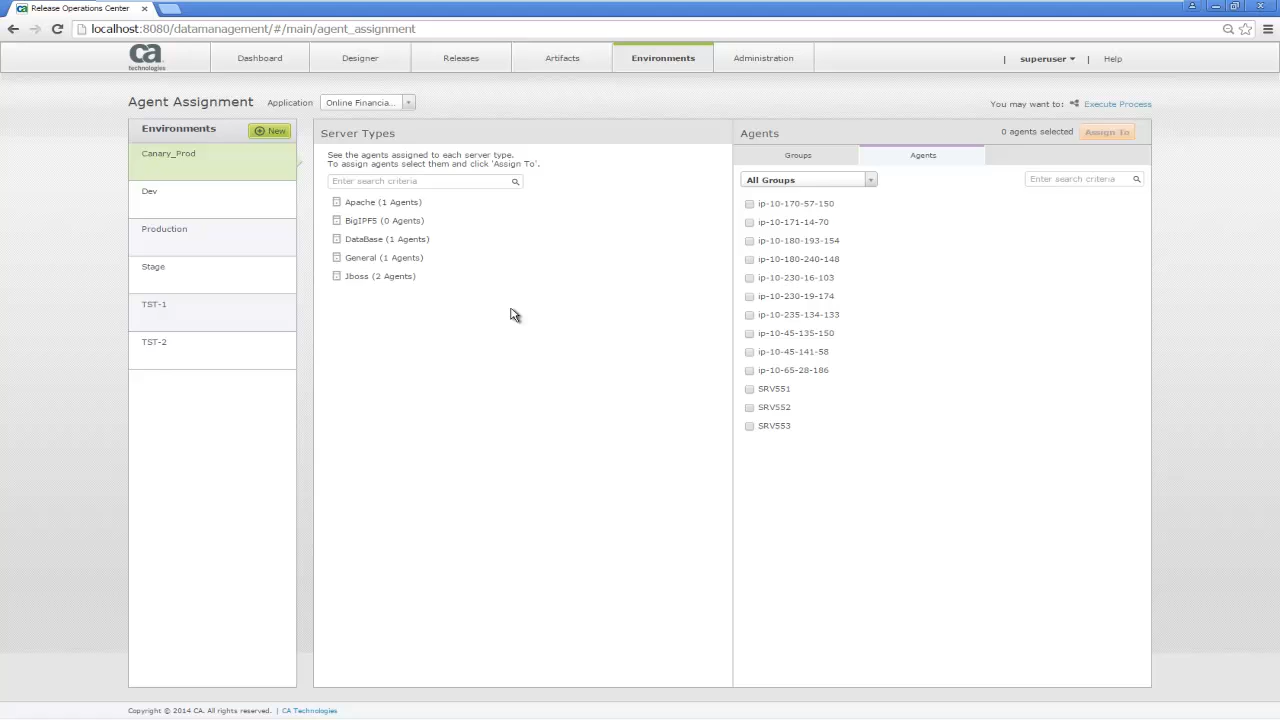 Release Operations Center
localhost:8080/datamanagement/#/main/agent_assignment
ca
technologies
Dashboard
Designer
Releases
Artifacts
Environments
Administration
| superuser | Help
Agent Assignment
Application
Online Financia...
You may want to: Execute Process
Environments
New
Canary_Prod
Dev
Production
Stage
TST-1
TST-2
Server Types
See the agents assigned to each server type.
To assign agents select them and click 'Assign To'.
Enter search criteria
Apache (1 Agents)
BigIPF5 (0 Agents)
DataBase (1 Agents)
General (1 Agents)
Jboss (2 Agents)
Agents
0 agents selected
Assign To
Groups
Agents
All Groups
Enter search criteria
ip-10-170-57-150
ip-10-171-14-70
ip-10-180-193-154
ip-10-180-240-148
ip-10-230-16-103
ip-10-230-19-174
ip-10-235-134-133
ip-10-45-135-150
ip-10-45-141-58
ip-10-65-28-186
SRV551
SRV552
SRV553
Copyright © 2014 CA. All rights reserved. | CA Technologies